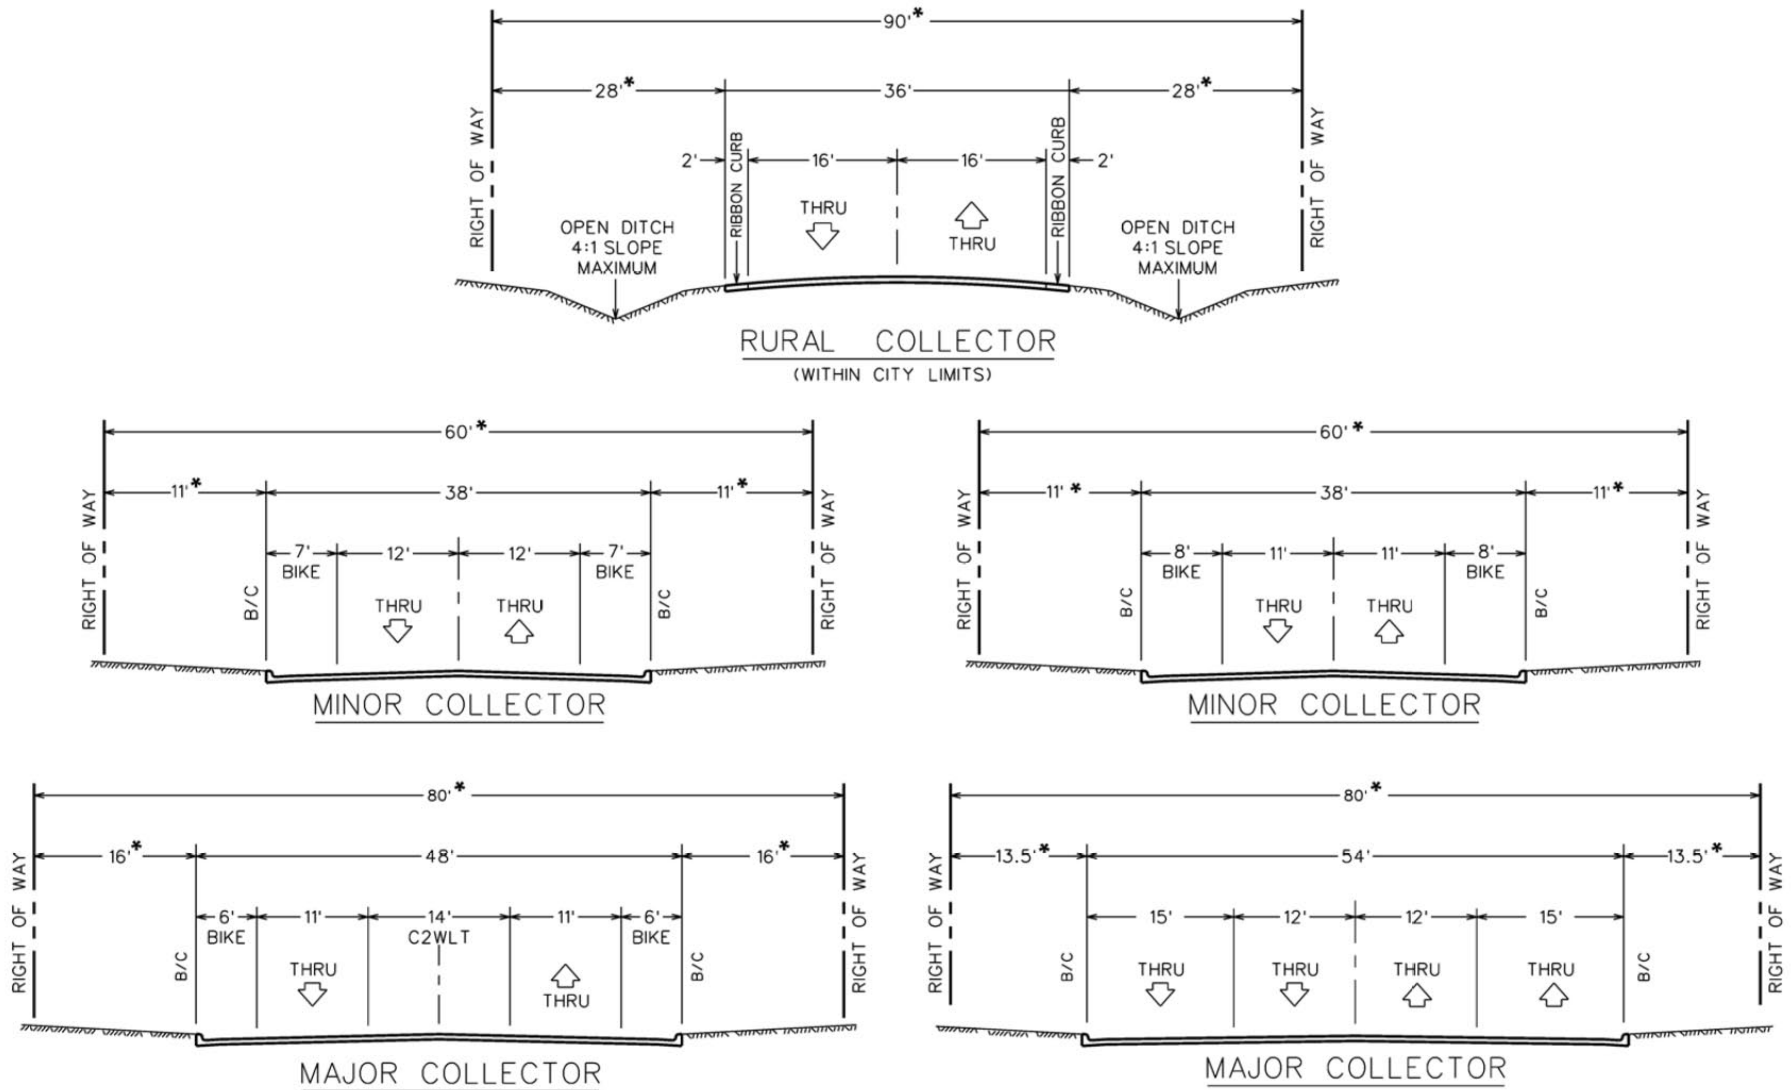 90'*
28'* 36' 28'*
2' 16' 16' 2'
RIGHT OF WAY
RIBBON CURB
RIBBON CURB
RIGHT OF WAY
THRU
THRU
OPEN DITCH
4:1 SLOPE
MAXIMUM
OPEN DITCH
4:1 SLOPE
MAXIMUM
RURAL COLLECTOR
(WITHIN CITY LIMITS)
60'*
11'* 38' 11'*
7' 12' 12' 7'
BIKE BIKE
RIGHT OF WAY
B/C
THRU THRU
B/C
RIGHT OF WAY
MINOR COLLECTOR
60'*
11'* 38' 11'*
8' 11' 11' 8'
BIKE BIKE
RIGHT OF WAY
B/C
THRU THRU
B/C
RIGHT OF WAY
MINOR COLLECTOR
80'*
16'* 48' 16'*
6' 11' 14' 11' 6'
BIKE C2WLT BIKE
RIGHT OF WAY
B/C
THRU
THRU
B/C
RIGHT OF WAY
MAJOR COLLECTOR
80'*
13.5'* 54' 13.5'*
15' 12' 12' 15'
RIGHT OF WAY
B/C
THRU THRU THRU THRU
B/C
RIGHT OF WAY
MAJOR COLLECTOR